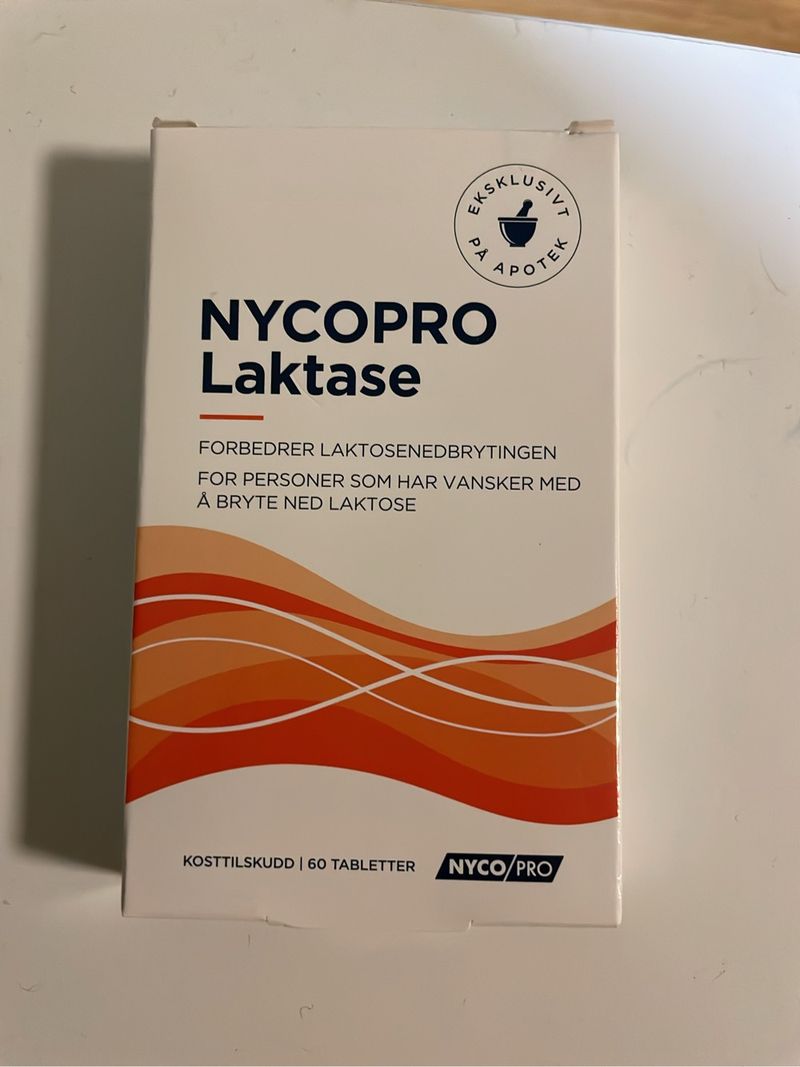 EKSKLUSIVT
PÅ APOTEK
NYCOPRO
Laktase
FORBEDRER LAKTOSENEDBRYTINGEN
FOR PERSONER SOM HAR VANSKER MED
Å BRYTE NED LAKTOSE
KOSTTILSKUDD | 60 TABLETTER
NYCO/PRO